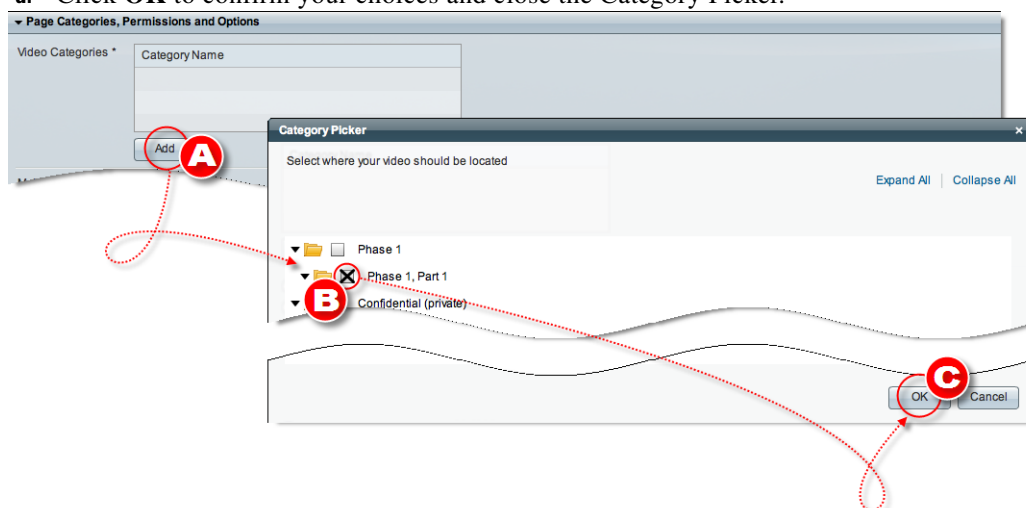 d. Click OK to confirm your choices and close the Category Picker.
Page Categories, Permissions and Options
Video Categories *
Category Name
Add
A
Category Picker
×
Select where your video should be located
Expand All | Collapse All
Phase 1
Phase 1, Part 1
B
Confidential (private)
C
OK
Cancel